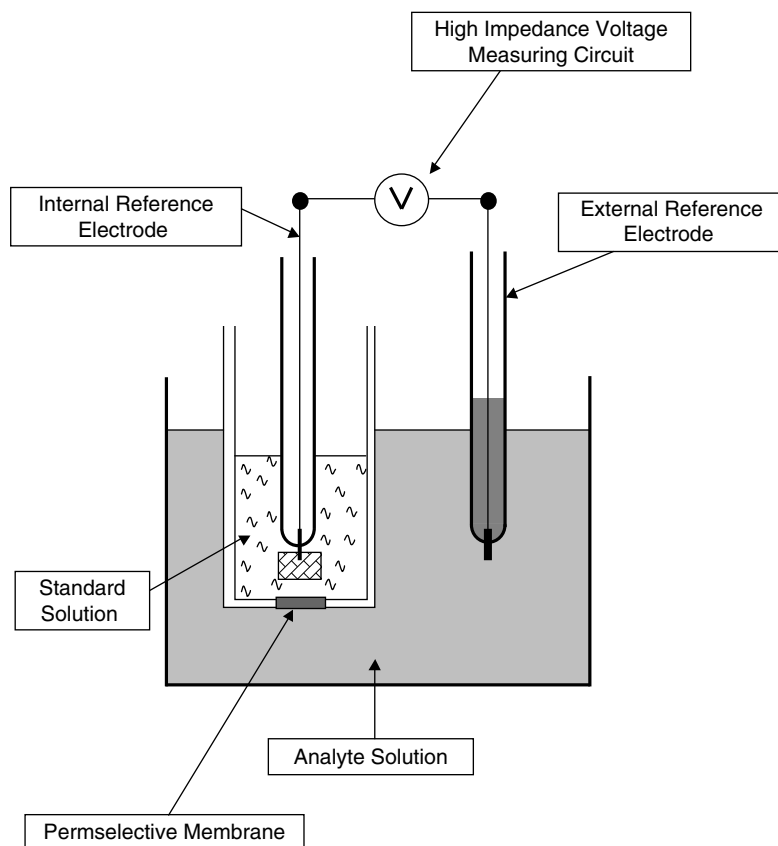 High Impedance Voltage
Measuring Circuit
Internal Reference
Electrode
V
External Reference
Electrode
Standard
Solution
Analyte Solution
Permselective Membrane